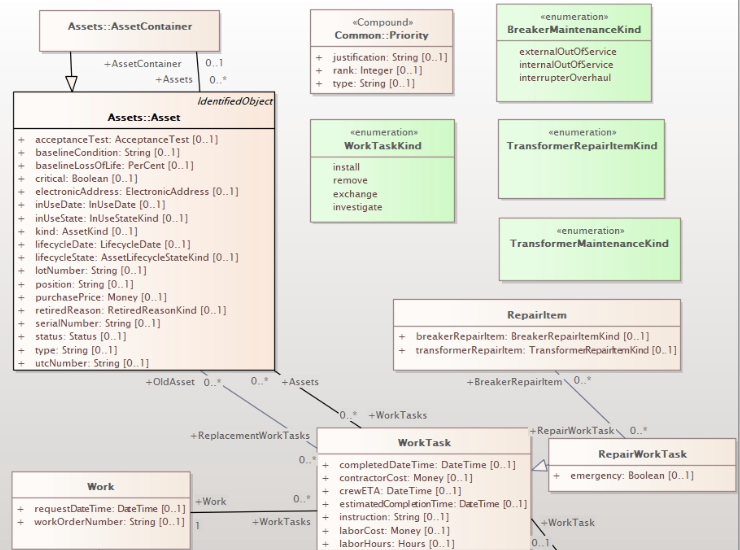 Assets::AssetContainer
+AssetContainer 0..1
+Assets 0..*
«Compound»
Common::Priority
+ justification: String [0..1]
+ rank: Integer [0..1]
+ type: String [0..1]
«enumeration»
BreakerMaintenanceKind
externalOutOfService
internalOutOfService
interrupterOverhaul
IdentifiedObject
Assets::Asset
+ acceptanceTest: AcceptanceTest [0..1]
+ baselineCondition: String [0..1]
+ baselineLossOfLife: PerCent [0..1]
+ critical: Boolean [0..1]
+ electronicAddress: ElectronicAddress [0..1]
+ inUseDate: InUseDate [0..1]
+ inUseState: InUseStateKind [0..1]
+ kind: AssetKind [0..1]
+ lifecycleDate: LifecycleDate [0..1]
+ lifecycleState: AssetLifecycleStateKind [0..1]
+ lotNumber: String [0..1]
+ position: String [0..1]
+ purchasePrice: Money [0..1]
+ retiredReason: RetiredReasonKind [0..1]
+ serialNumber: String [0..1]
+ status: Status [0..1]
+ type: String [0..1]
+ utcNumber: String [0..1]
«enumeration»
WorkTaskKind
install
remove
exchange
investigate
«enumeration»
TransformerRepairItemKind
«enumeration»
TransformerMaintenanceKind
RepairItem
+ breakerRepairItem: BreakerRepairItemKind [0..1]
+ transformerRepairItem: TransformerRepairItemKind [0..1]
+OldAsset 0..*
0..* +Assets
+BreakerRepairItem 0..*
0..* +WorkTasks
+ReplacementWorkTasks
0..*
+RepairWorkTask 0..*
WorkTask
+ completedDateTime: DateTime [0..1]
+ contractorCost: Money [0..1]
+ crewETA: DateTime [0..1]
+ estimatedCompletionTime: DateTime [0..1]
+ instruction: String [0..1]
+ laborCost: Money [0..1]
+ laborHours: Hours [0..1]
RepairWorkTask
+ emergency: Boolean [0..1]
Work
+ requestDateTime: DateTime [0..1]
+ workOrderNumber: String [0..1]
+Work 0..*
1 +WorkTasks
+WorkTask
0..1